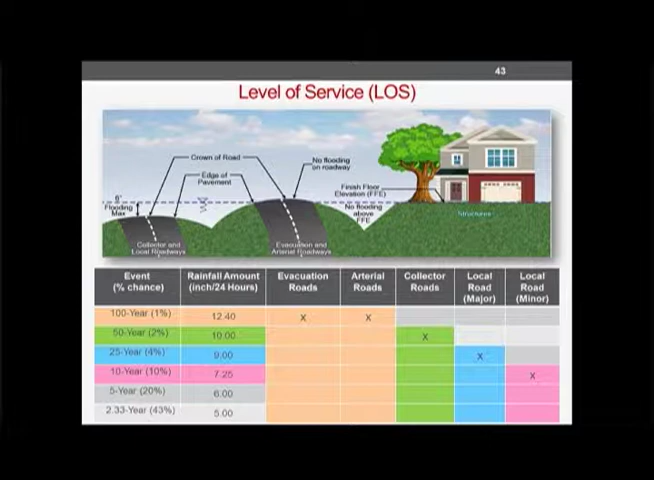 43
Level of Service (LOS)
Crown of Road
No flooding
on roadway
Edge of
Pavement
Finish Floor
Elevation (FFE)
6"
Flooding
Max
No flooding
above
FFE
Structures
Collector and
Local Roadways
Evacuation and
Arterial Roadways
Event (% chance) Rainfall Amount (inch/24 Hours) Evacuation Roads Arterial Roads Collector Roads Local Road (Major) Local Road (Minor)
100-Year (1%) 12.40 X X
50-Year (2%) 10.00 X
25-Year (4%) 9.00 X
10-Year (10%) 7.25 X
5-Year (20%) 6.00
2.33-Year (43%) 5.00